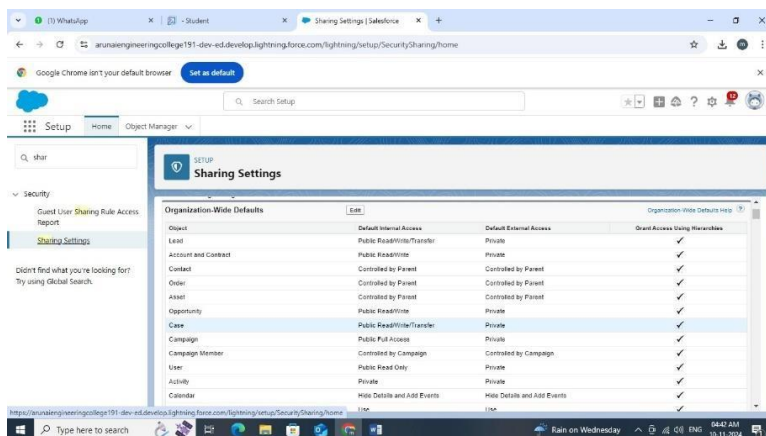 (1) WhatsApp
- Student
Sharing Settings | Salesforce
arunaiengineeringcollege191-dev-ed.develop.lightning.force.com/lightning/setup/SecuritySharing/home
Google Chrome isn't your default browser
Set as default
Search Setup
12
Setup Home Object Manager
shar
SETUP
Sharing Settings
Security
Guest User Sharing Rule Access
Report
Sharing Settings
Didn't find what you're looking for?
Try using Global Search.
Organization-Wide Defaults Edit Organization-Wide Defaults Help ?
Object Default Internal Access Default External Access Grant Access Using Hierarchies
Lead Public Read/Write/Transfer Private ✓
Account and Contract Public Read/Write Private ✓
Contact Controlled by Parent Controlled by Parent ✓
Order Controlled by Parent Controlled by Parent ✓
Asset Controlled by Parent Controlled by Parent ✓
Opportunity Public Read/Write Private ✓
Case Public Read/Write/Transfer Private ✓
Campaign Public Full Access Private ✓
Campaign Member Controlled by Campaign Controlled by Campaign ✓
User Public Read Only Private ✓
Activity Private Private ✓
Calendar Hide Details and Add Events Hide Details and Add Events ✓
Use Use ✓
https://arunaiengineeringcollege191-dev-ed.develop.lightning.force.com/lightning/setup/SecuritySharing/home
Type here to search
Rain on Wednesday
ENG
04:42 AM
10-11-2024